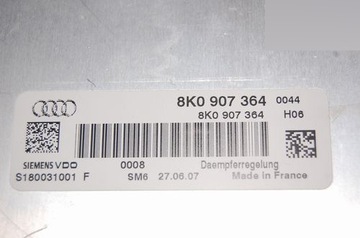 8K0 907 364 0044
8K0 907 364 H06
SIEMENS VDO 0008 Daempferregelung
S180031001 F SM6 27.06.07 Made in France